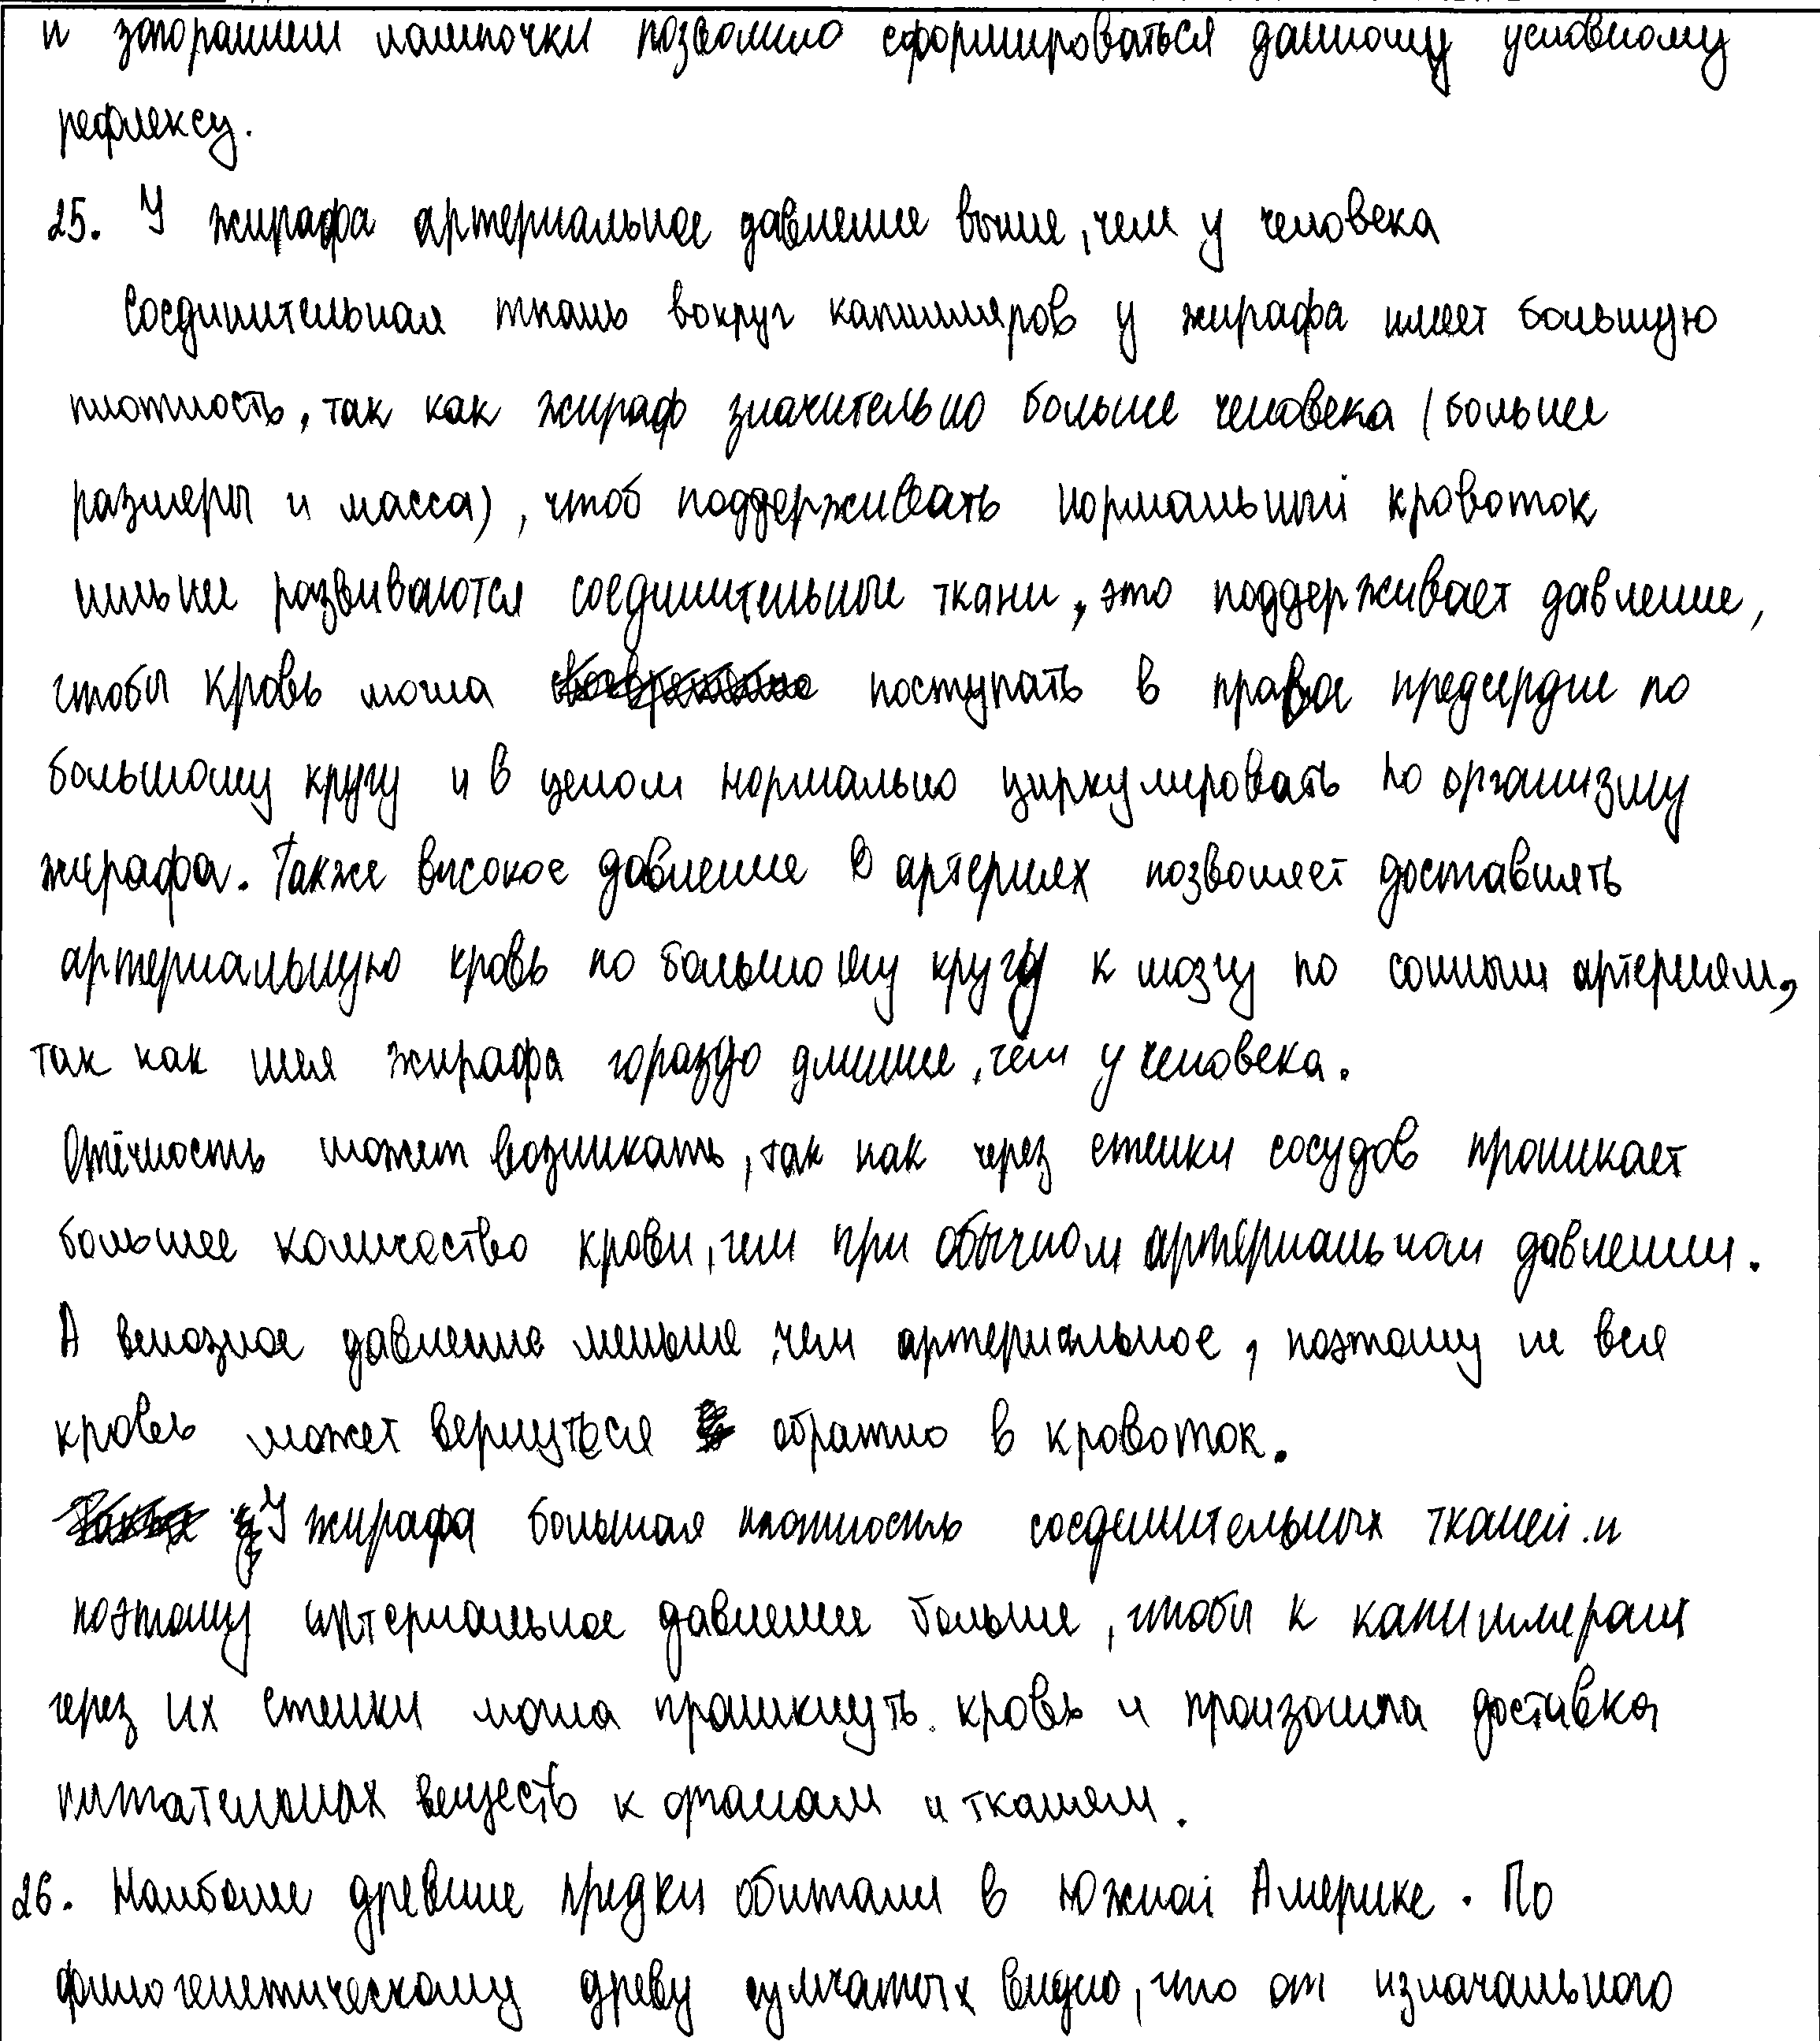 и загоранием лампочки позволило сформироваться данному условному
рефлексу.
25. У жирафа артериальное давление выше, чем у человека
Соединительная ткань вокруг капилляров у жирафа имеет большую
плотность, так как жираф значительно больше человека (больше
размеры и масса), чтоб поддерживать нормальный кровоток
сильнее развиваются соединительные ткани, это поддерживает давление,
чтобы кровь могла поступать в правое предсердие по
большому кругу и в целом нормально циркулировать по организму
жирафа. Также высокое давление в артериях позволяет доставлять
артериальную кровь по большому кругу к мозгу по сонным артериям,
так как шея жирафа гораздо длиннее, чем у человека.
Отёчность может возникать, так как через стенки сосудов проникает
большее количество крови, чем при обычном артериальном давлении.
А венозное давление меньше, чем артериальное, поэтому не вся
кровь может вернуться обратно в кровоток.
У жирафа большая плотность соединительных тканей и
поэтому артериальное давление больше, чтобы к капиллярам
через их стенки могла проникнуть кровь и произошла доставка
питательных веществ к органам и тканям.
26. Наиболее древние предки обитали в Южной Америке. По
филогенетическому древу сумчатых видно, что от изначального